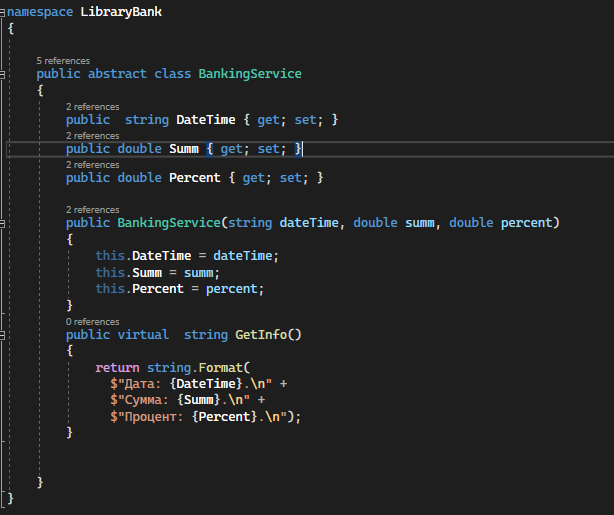 namespace LibraryBank
{
5 references
public abstract class BankingService
{
2 references
public  string DateTime { get; set; }
2 references
public double Summ { get; set; }
2 references
public double Percent { get; set; }
2 references
public BankingService(string dateTime, double summ, double percent)
{
this.DateTime = dateTime;
this.Summ = summ;
this.Percent = percent;
}
0 references
public virtual  string GetInfo()
{
return string.Format(
$"Дата: {DateTime}.\n" +
$"Сумма: {Summ}.\n" +
$"Процент: {Percent}.\n");
}
}
}